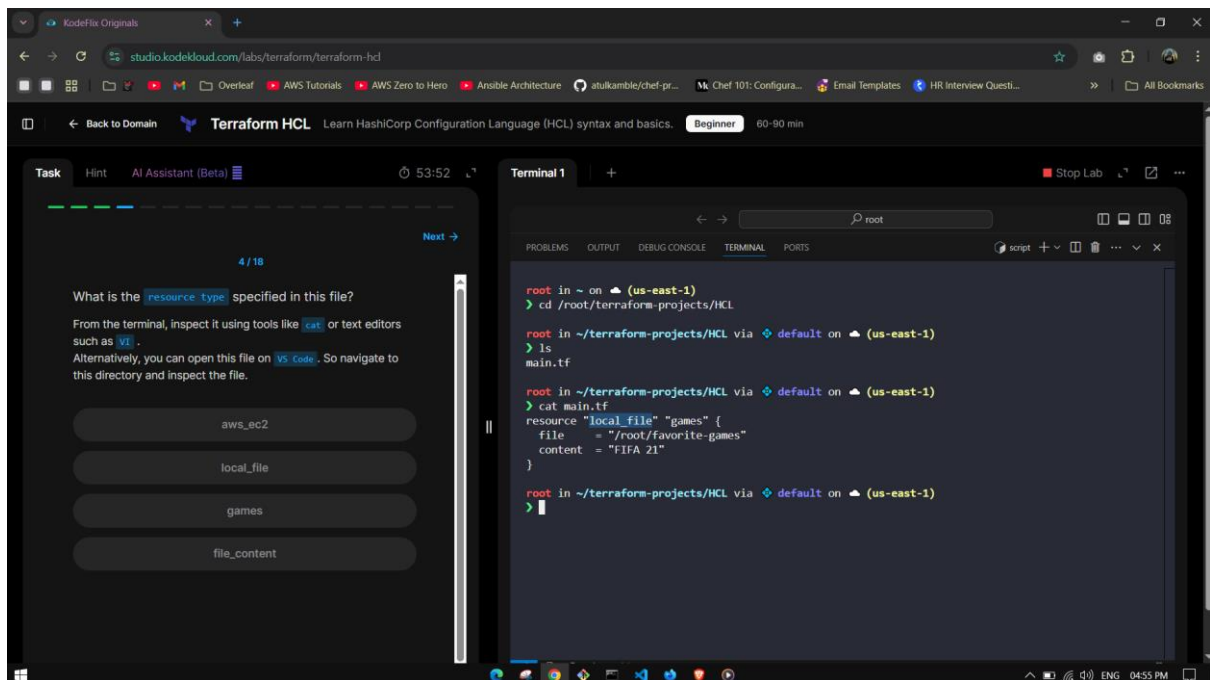 KodeFlix Originals
studio.kodekloud.com/labs/terraform/terraform-hcl
Overleaf AWS Tutorials AWS Zero to Hero Ansible Architecture atulkamble/chef-pr... Chef 101: Configura... Email Templates HR Interview Questi... » All Bookmarks
← Back to Domain Terraform HCL Learn HashiCorp Configuration Language (HCL) syntax and basics. Beginner 60-90 min
Task Hint AI Assistant (Beta) 53:52
Next →
4 / 18
What is the resource type specified in this file?
From the terminal, inspect it using tools like cat or text editors
such as VI .
Alternatively, you can open this file on VS Code . So navigate to
this directory and inspect the file.
aws_ec2
local_file
games
file_content
Terminal 1 + Stop Lab ...
root
PROBLEMS OUTPUT DEBUG CONSOLE TERMINAL PORTS script
root in ~ on (us-east-1)
❯ cd /root/terraform-projects/HCL
root in ~/terraform-projects/HCL via default on (us-east-1)
❯ ls
main.tf
root in ~/terraform-projects/HCL via default on (us-east-1)
❯ cat main.tf
resource "local_file" "games" {
file = "/root/favorite-games"
content = "FIFA 21"
}
root in ~/terraform-projects/HCL via default on (us-east-1)
❯
ENG 04:55 PM